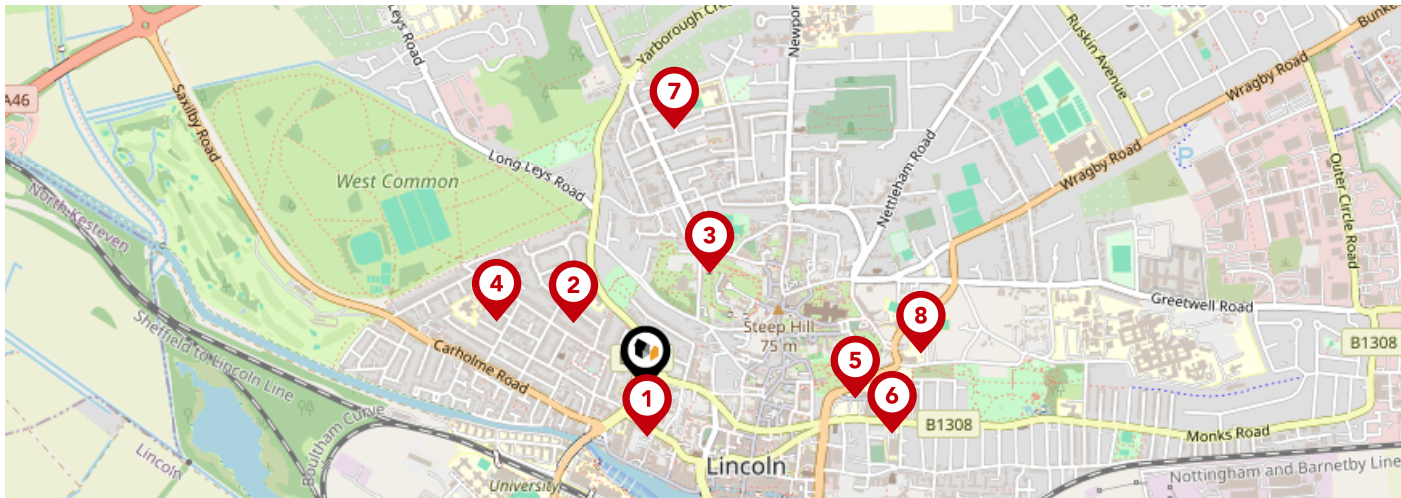 Leys Road
Yarborough Cres
Newpor
Ruskin Avenue
Bunke
A46
Saxilby Road
7
Wragby Road
Wragby Road
P
Long Leys Road
West Common
Nettleham Road
Outer Circle Road
North Kesteven
3
4
2
Greetwell Road
8
Steep Hill
75 m
Sheffield to Lincoln Line
Carholme Road
5
B1308
1
6
B1308
Boultham Curve
Monks Road
Lincoln
Lincoln
University
Nottingham and Barnetby Line